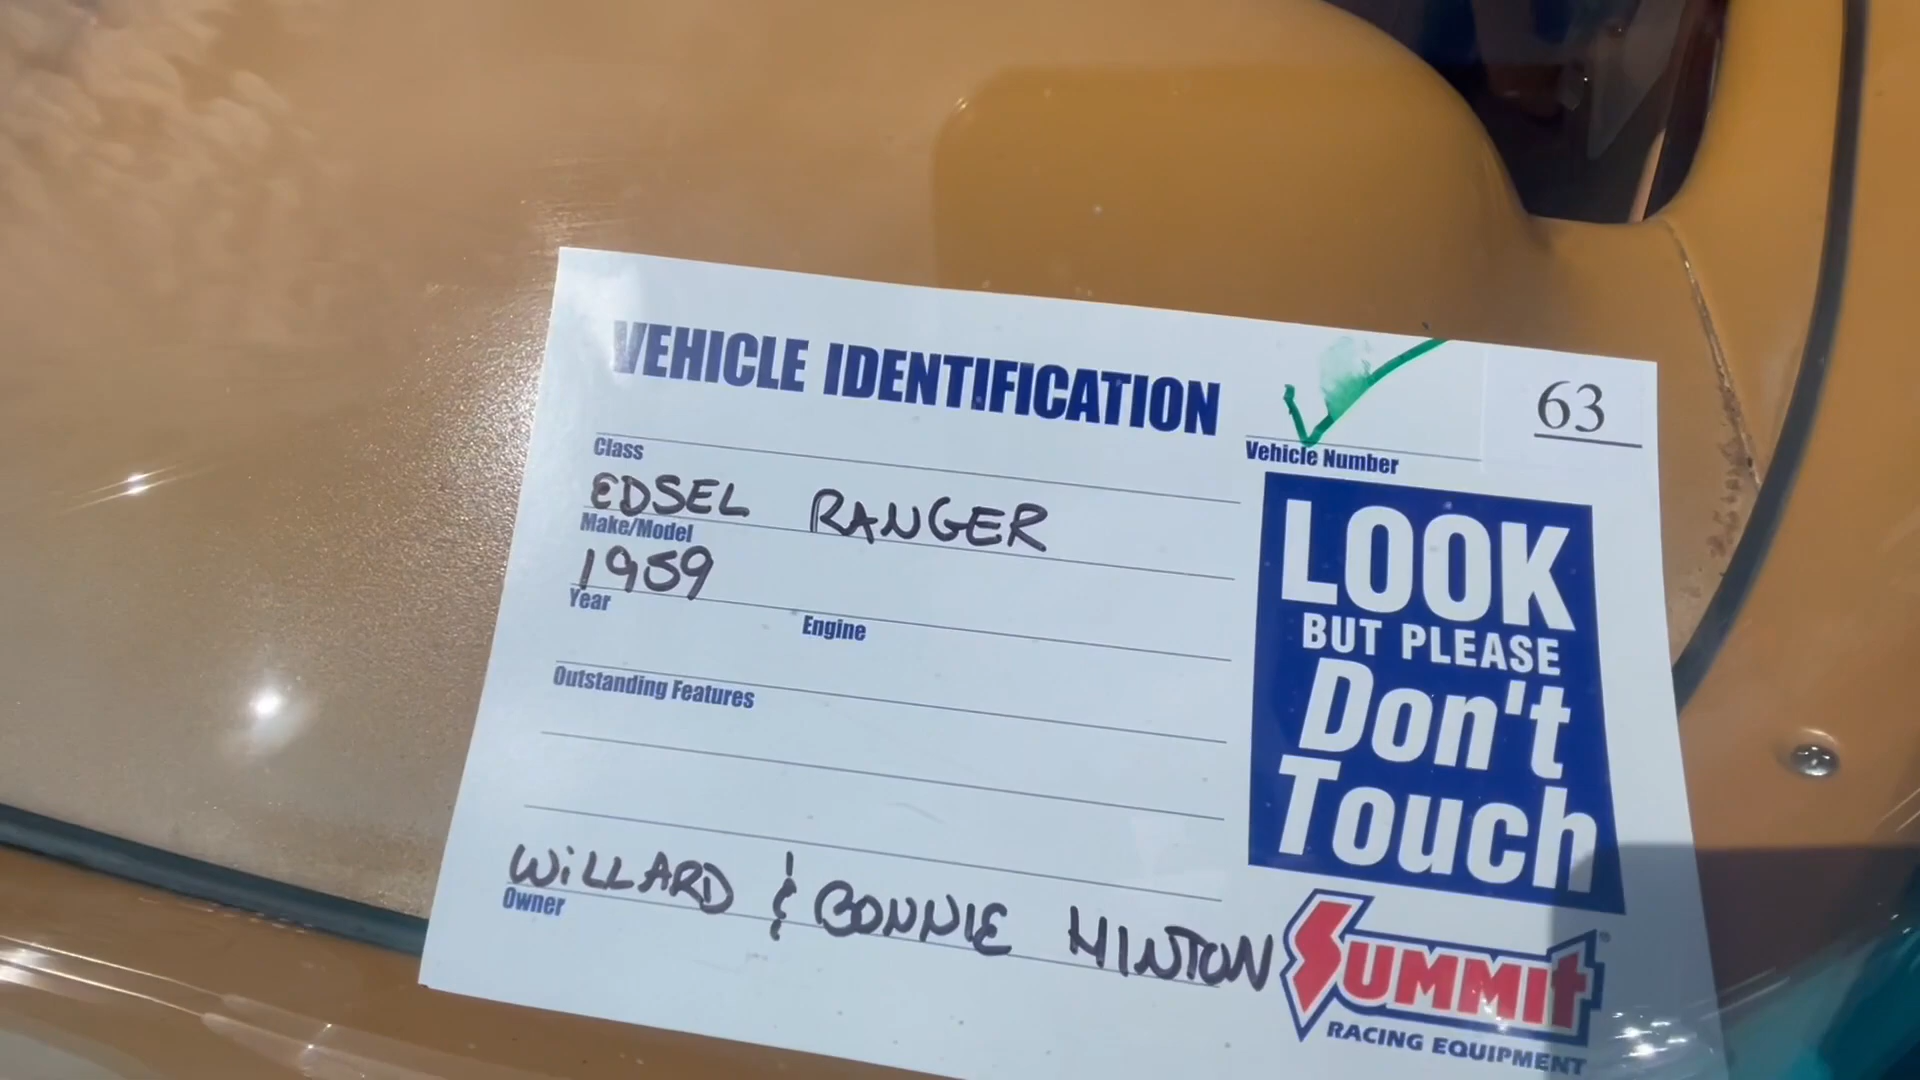 VEHICLE IDENTIFICATION
63
Vehicle Number
Class
EDSEL RANGER
Make/Model
1959
Year
Engine
Outstanding Features
WILLARD & BONNIE MINTON
Owner
LOOK
BUT PLEASE
Don't
Touch
SUMMIT
RACING EQUIPMENT